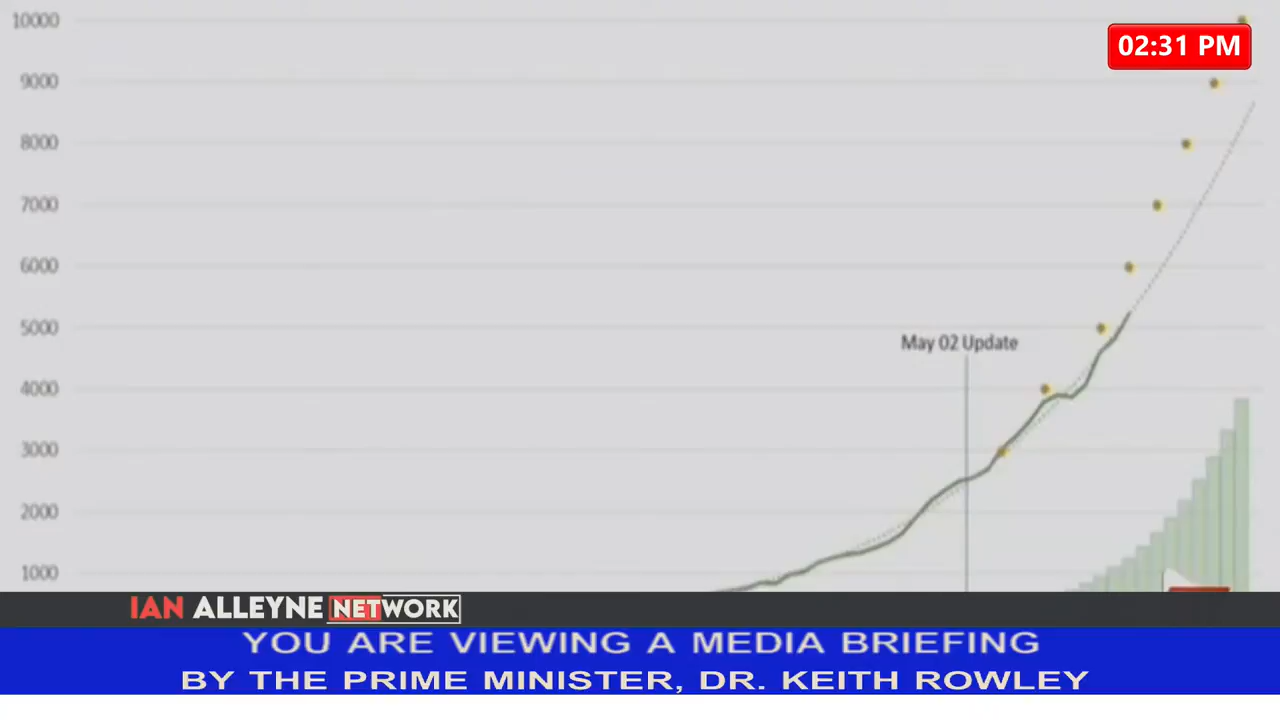 10000
02:31 PM
9000
8000
7000
6000
5000
May 02 Update
4000
3000
2000
1000
IAN ALLEYNE NETWORK
YOU ARE VIEWING A MEDIA BRIEFING
BY THE PRIME MINISTER, DR. KEITH ROWLEY